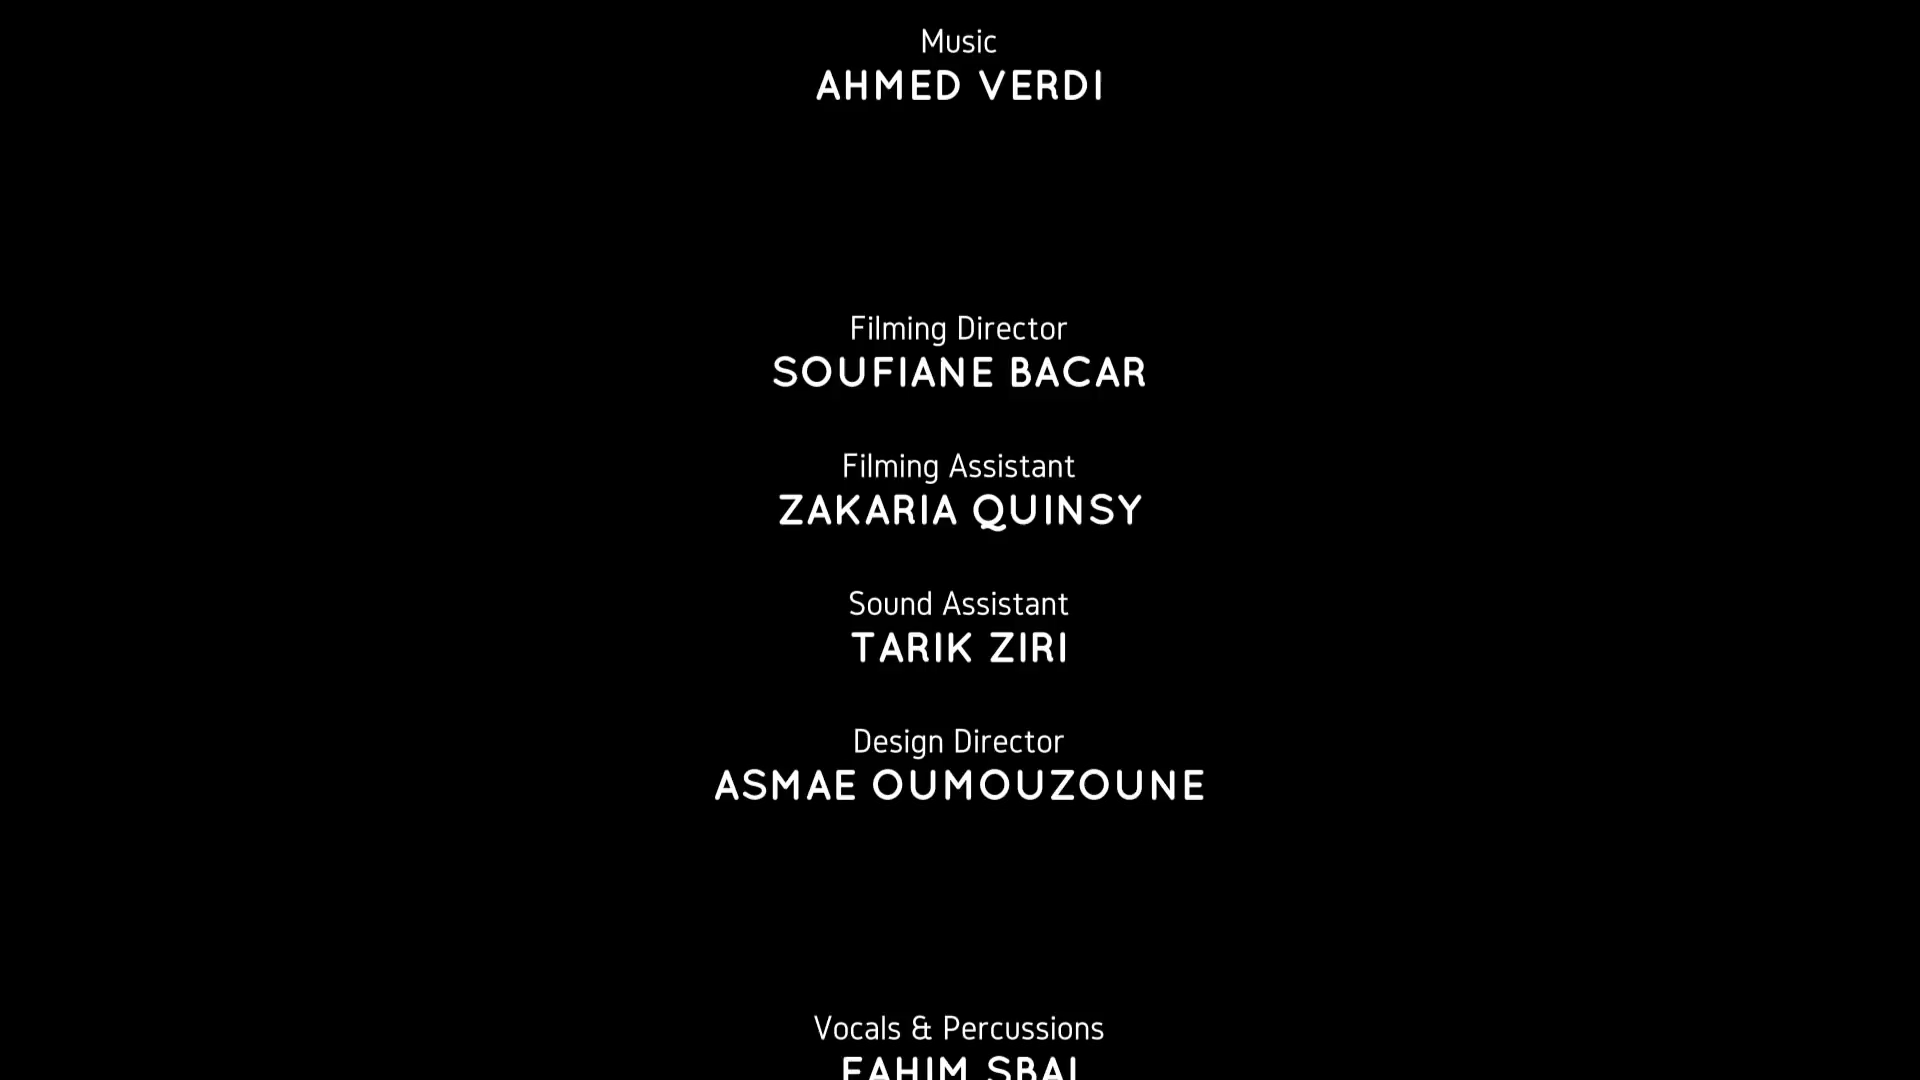 Music
AHMED VERDI
Filming Director
SOUFIANE BACAR
Filming Assistant
ZAKARIA QUINSY
Sound Assistant
TARIK ZIRI
Design Director
ASMAE OUMOUZOUNE
Vocals & Percussions